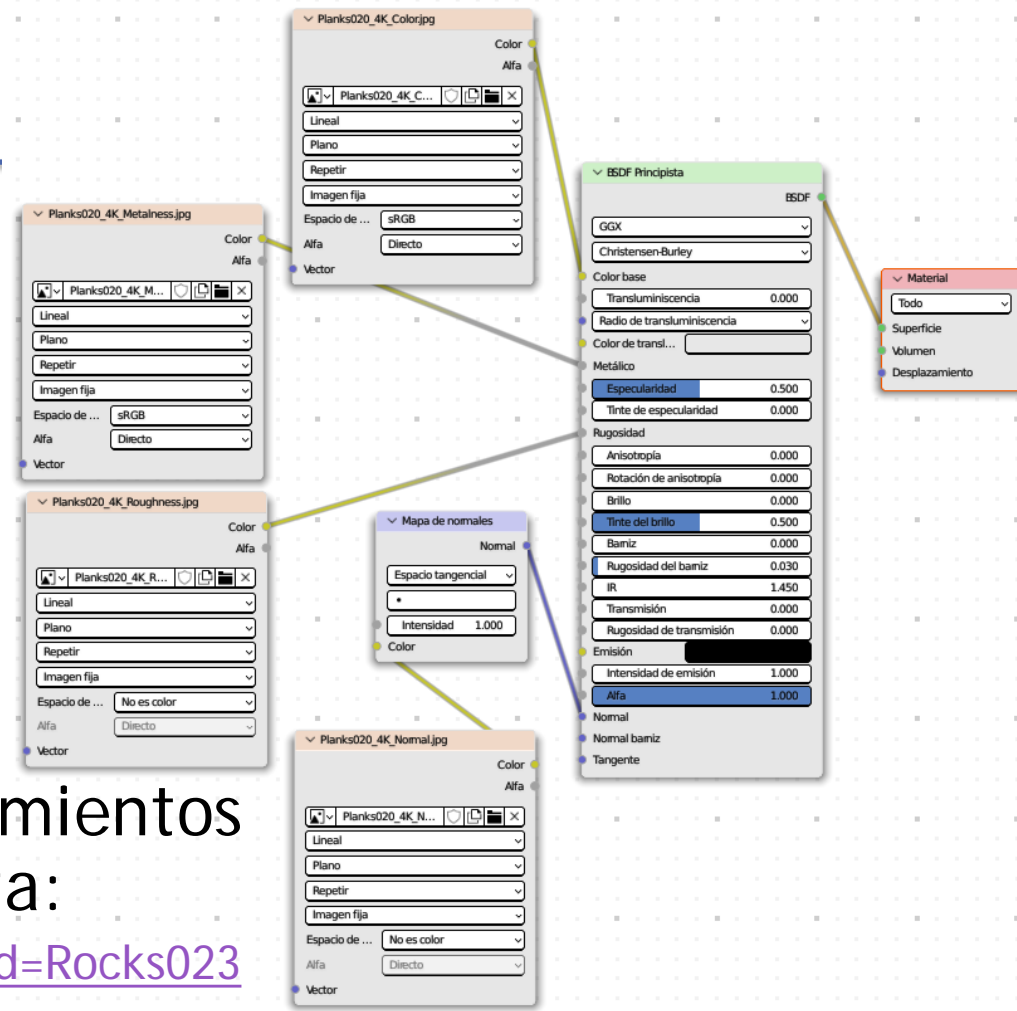 Planks020_4K_Color.jpg
Color
Alfa
Planks020_4K_C...
Lineal
Plano
Repetir
Imagen fija
Espacio de ... sRGB
Alfa Directo
Vector
Planks020_4K_Metalness.jpg
Color
Alfa
Planks020_4K_M...
Lineal
Plano
Repetir
Imagen fija
Espacio de ... sRGB
Alfa Directo
Vector
Planks020_4K_Roughness.jpg
Color
Alfa
Planks020_4K_R...
Lineal
Plano
Repetir
Imagen fija
Espacio de ... No es color
Alfa Directo
Vector
Mapa de normales
Normal
Espacio tangencial
Intensidad 1.000
Color
Planks020_4K_Normal.jpg
Color
Alfa
Planks020_4K_N...
Lineal
Plano
Repetir
Imagen fija
Espacio de ... No es color
Alfa Directo
Vector
BSDF Principista
BSDF
GGX
Christensen-Burley
Color base
Transluminiscencia 0.000
Radio de transluminiscencia
Color de transl...
Metálico
Especularidad 0.500
Tinte de especularidad 0.000
Rugosidad
Anisotropía 0.000
Rotación de anisotropía 0.000
Brillo 0.000
Tinte del brillo 0.500
Barniz 0.000
Rugosidad del barniz 0.030
IR 1.450
Transmisión 0.000
Rugosidad de transmisión 0.000
Emisión
Intensidad de emisión 1.000
Alfa 1.000
Normal
Normal barniz
Tangente
Material
Todo
Superficie
Volumen
Desplazamiento
mientos
a:
d=Rocks023